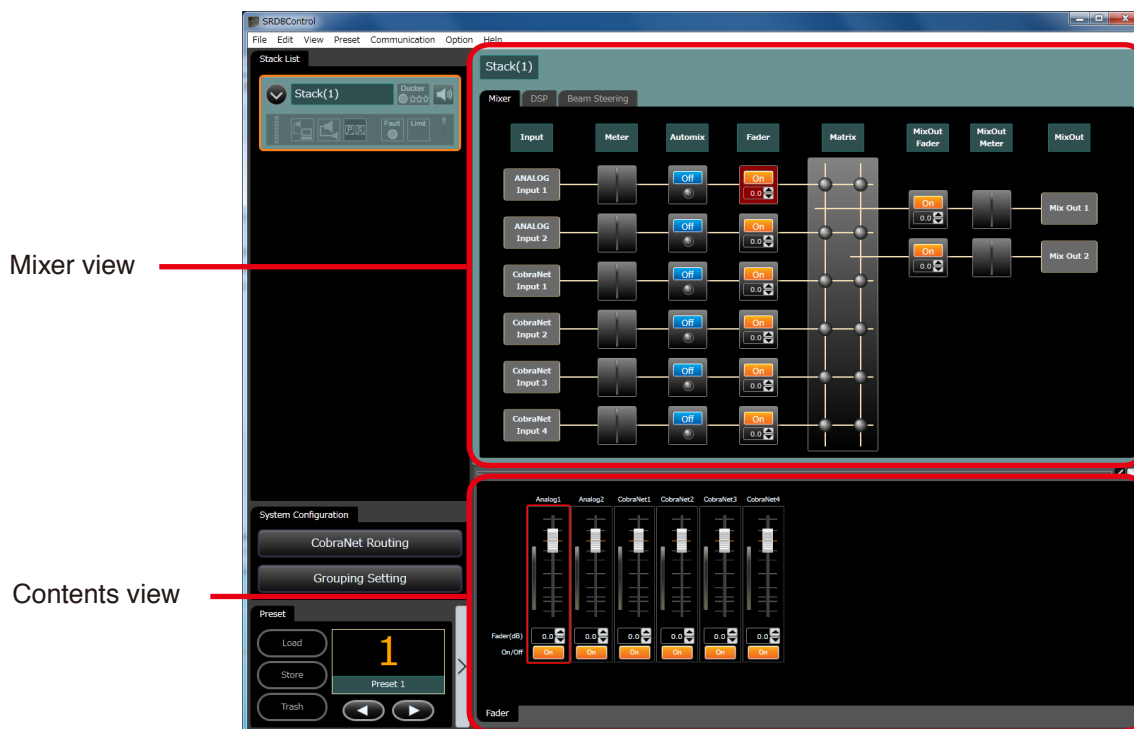 SRD8Control
File Edit View Preset Communication Option Help
Stack List
Stack(1)
Ducker
P.S.
Fault
Limit
Stack(1)
Mixer DSP Beam Steering
Input Meter Automix Fader Matrix MixOut Fader MixOut Meter MixOut
ANALOG Input 1 Off On 0.0
On 0.0 Mix Out 1
ANALOG Input 2 Off On 0.0
On 0.0 Mix Out 2
CobraNet Input 1 Off On 0.0
CobraNet Input 2 Off On 0.0
CobraNet Input 3 Off On 0.0
CobraNet Input 4 Off On 0.0
Mixer view
System Configuration
CobraNet Routing
Grouping Setting
Contents view
Preset
Load
Store
Trash
1
Preset 1
Analog1 Analog2 CobraNet1 CobraNet2 CobraNet3 CobraNet4
Fader(dB) 0.0 0.0 0.0 0.0 0.0 0.0
On/Off On On On On On On
Fader